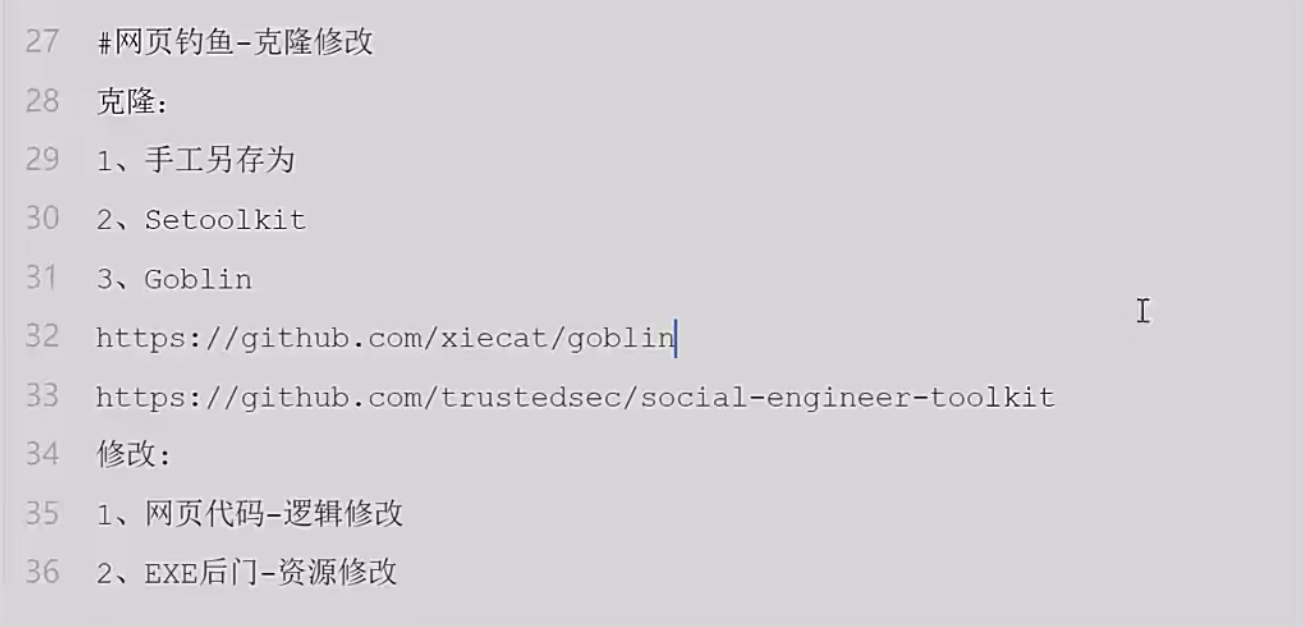 27 #网页钓鱼-克隆修改
28 克隆:
29 1、手工另存为
30 2、Setoolkit
31 3、Goblin
32 https://github.com/xiecat/goblin
33 https://github.com/trustedsec/social-engineer-toolkit
34 修改:
35 1、网页代码-逻辑修改
36 2、EXE后门-资源修改